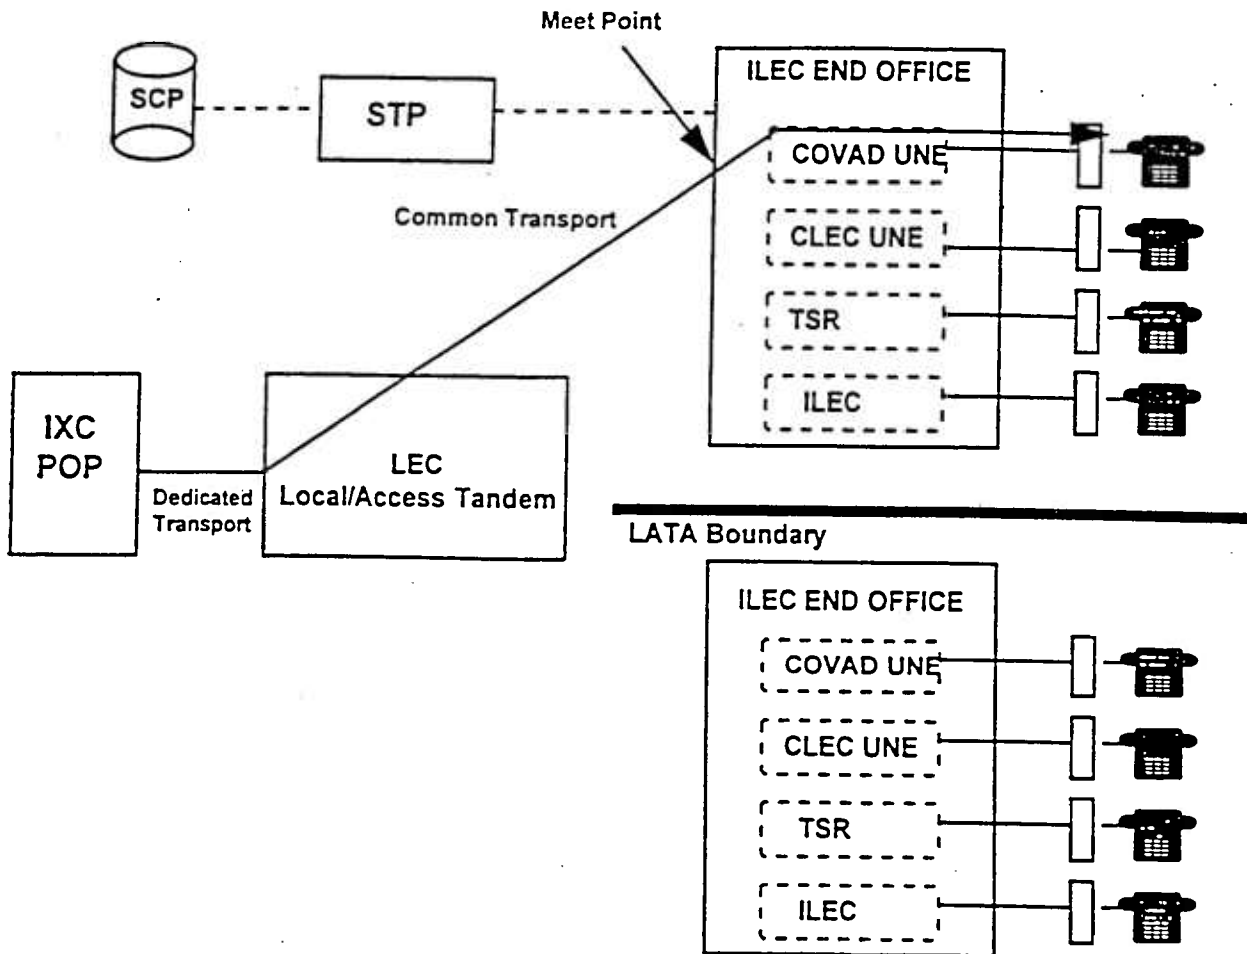 Meet Point
ILEC END OFFICE
SCP
STP
COVAD UNE
Common Transport
CLEC UNE
TSR
ILEC
IXC
POP
LEC
Local/Access Tandem
Dedicated
Transport
LATA Boundary
ILEC END OFFICE
COVAD UNE
CLEC UNE
TSR
ILEC